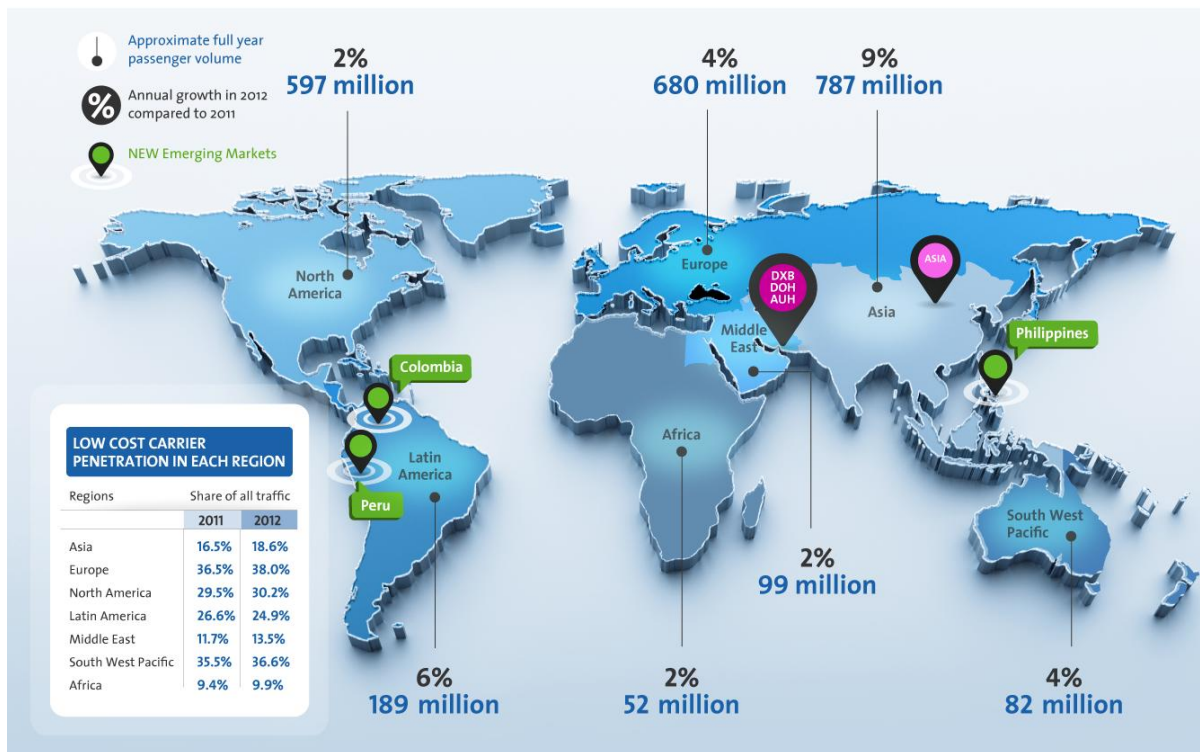 Approximate full year
passenger volume
%
Annual growth in 2012
compared to 2011
NEW Emerging Markets
2%
597 million
4%
680 million
9%
787 million
North
America
Europe
DXB
DOH
AUH
ASIA
Asia
Middle
East
Philippines
Colombia
Africa
Latin
America
Peru
South West
Pacific
2%
99 million
6%
189 million
2%
52 million
4%
82 million
LOW COST CARRIER
PENETRATION IN EACH REGION
Regions Share of all traffic
2011 2012
Asia 16.5% 18.6%
Europe 36.5% 38.0%
North America 29.5% 30.2%
Latin America 26.6% 24.9%
Middle East 11.7% 13.5%
South West Pacific 35.5% 36.6%
Africa 9.4% 9.9%